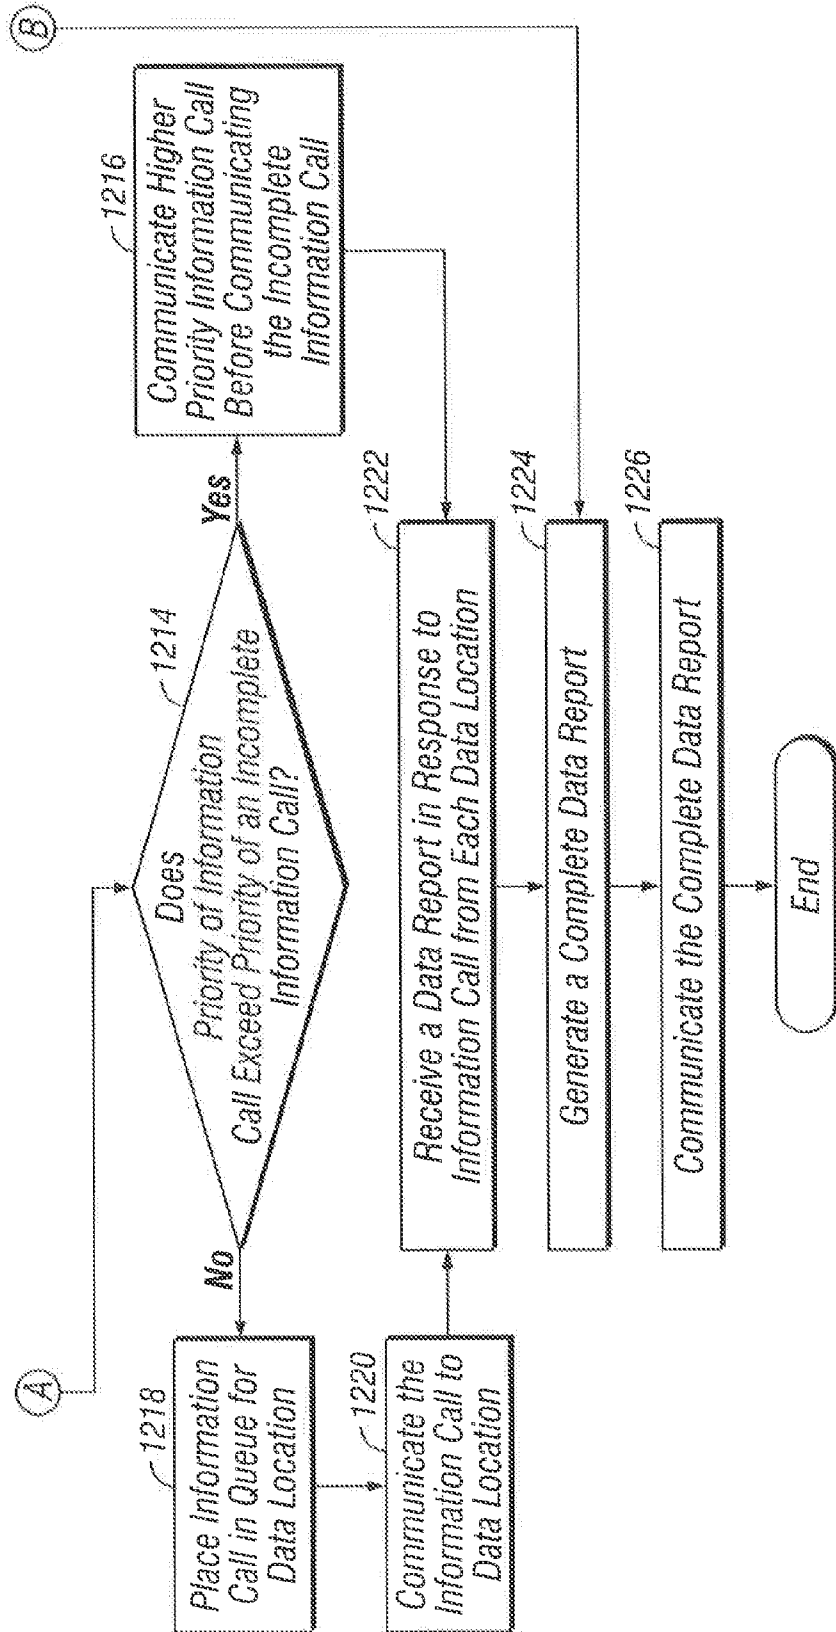 A
B
1214
Does
Priority of Information
Call Exceed Priority of an Incomplete
Information Call?
No
Yes
1218
Place Information
Call in Queue for
Data Location
1216
Communicate Higher
Priority Information Call
Before Communicating
the Incomplete
Information Call
1220
Communicate the
Information Call to
Data Location
1222
Receive a Data Report in Response to
Information Call from Each Data Location
1224
Generate a Complete Data Report
1226
Communicate the Complete Data Report
End